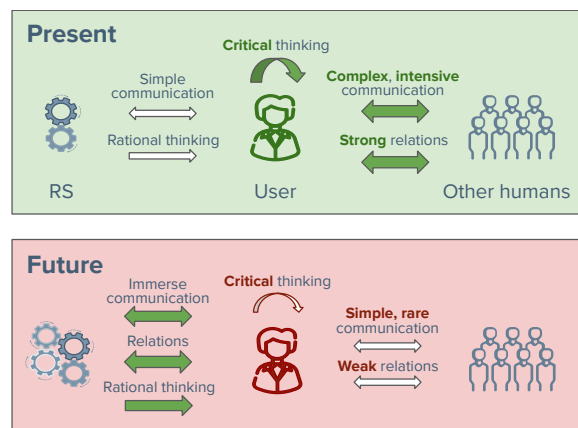 Present
Critical thinking
Simple
communication
Complex, intensive
communication
Rational thinking
Strong relations
RS
User
Other humans
Future
Immerse
communication
Critical thinking
Simple, rare
communication
Relations
Weak relations
Rational thinking